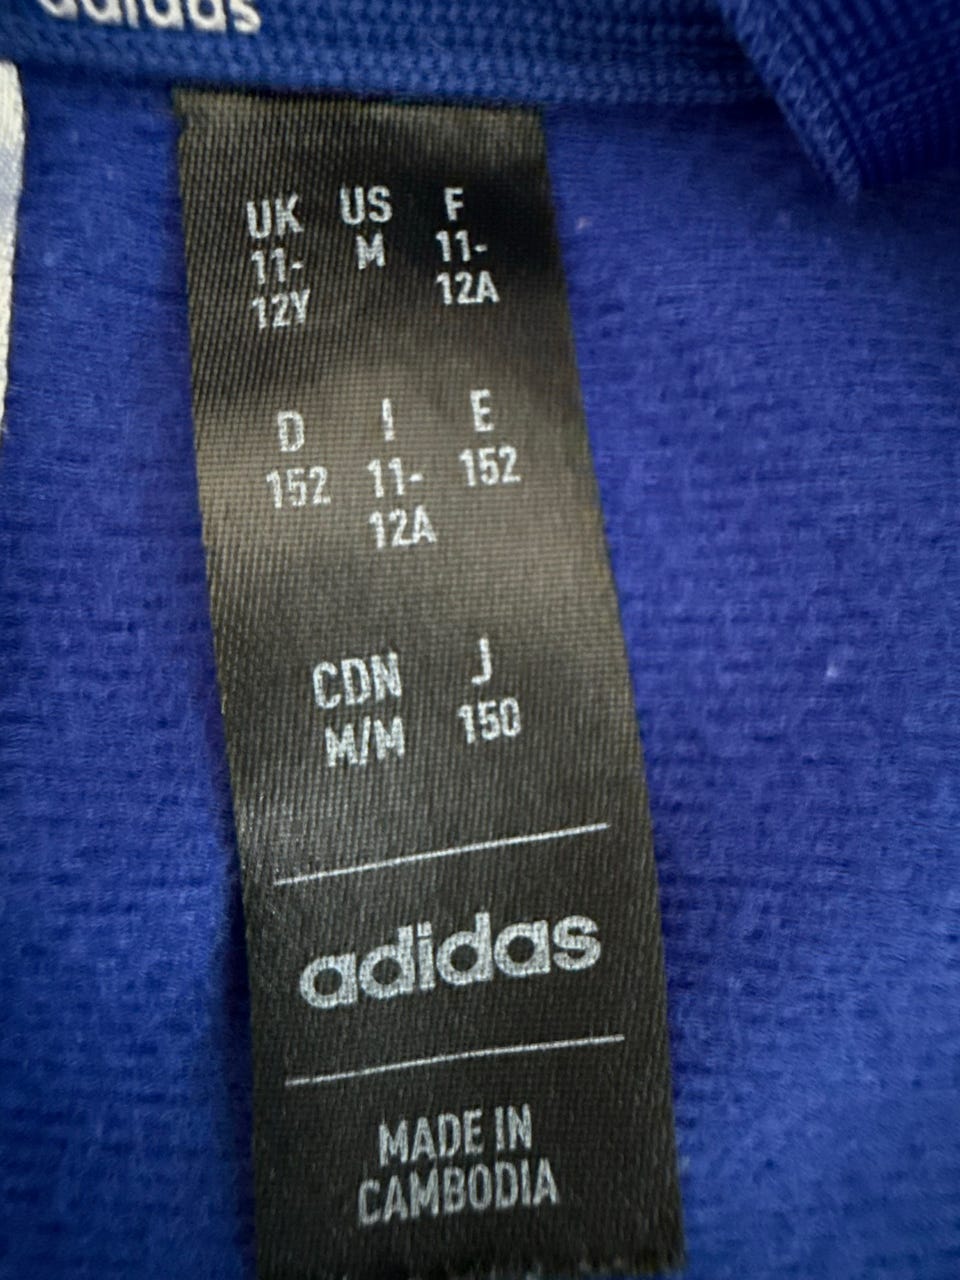 adidas
UK US F
11- M 11-
12Y 12A
D I E
152 11- 152
12A
CDN J
M/M 150
adidas
MADE IN
CAMBODIA